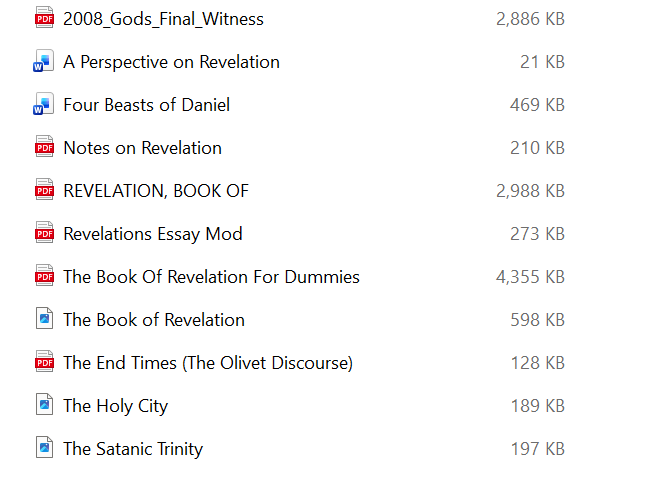 2008_Gods_Final_Witness 2,886 KB
A Perspective on Revelation 21 KB
Four Beasts of Daniel 469 KB
Notes on Revelation 210 KB
REVELATION, BOOK OF 2,988 KB
Revelations Essay Mod 273 KB
The Book Of Revelation For Dummies 4,355 KB
The Book of Revelation 598 KB
The End Times (The Olivet Discourse) 128 KB
The Holy City 189 KB
The Satanic Trinity 197 KB